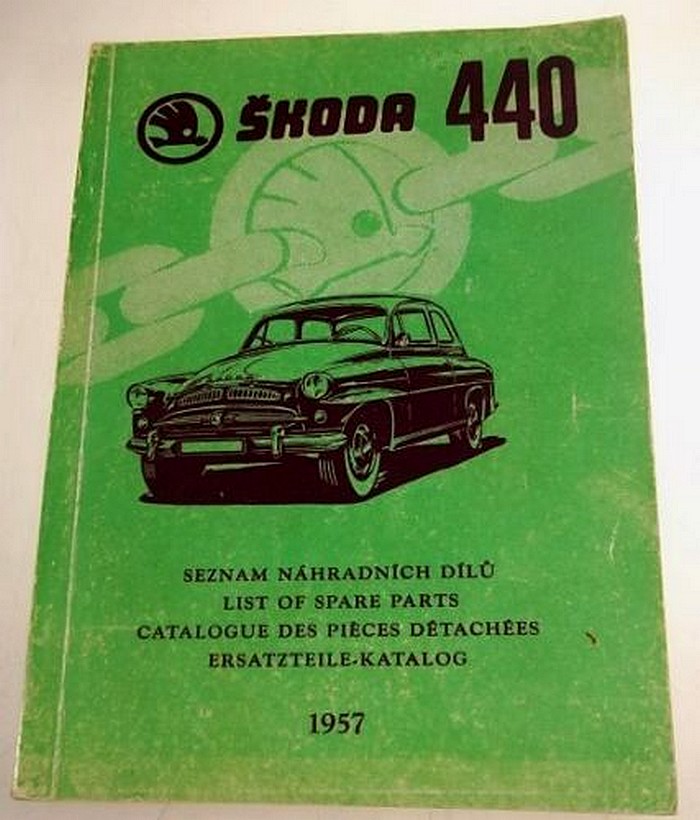 ŠKODA 440
SEZNAM NÁHRADNÍCH DÍLŮ
LIST OF SPARE PARTS
CATALOGUE DES PIÈCES DÉTACHÉES
ERSATZTEILE-KATALOG
1957